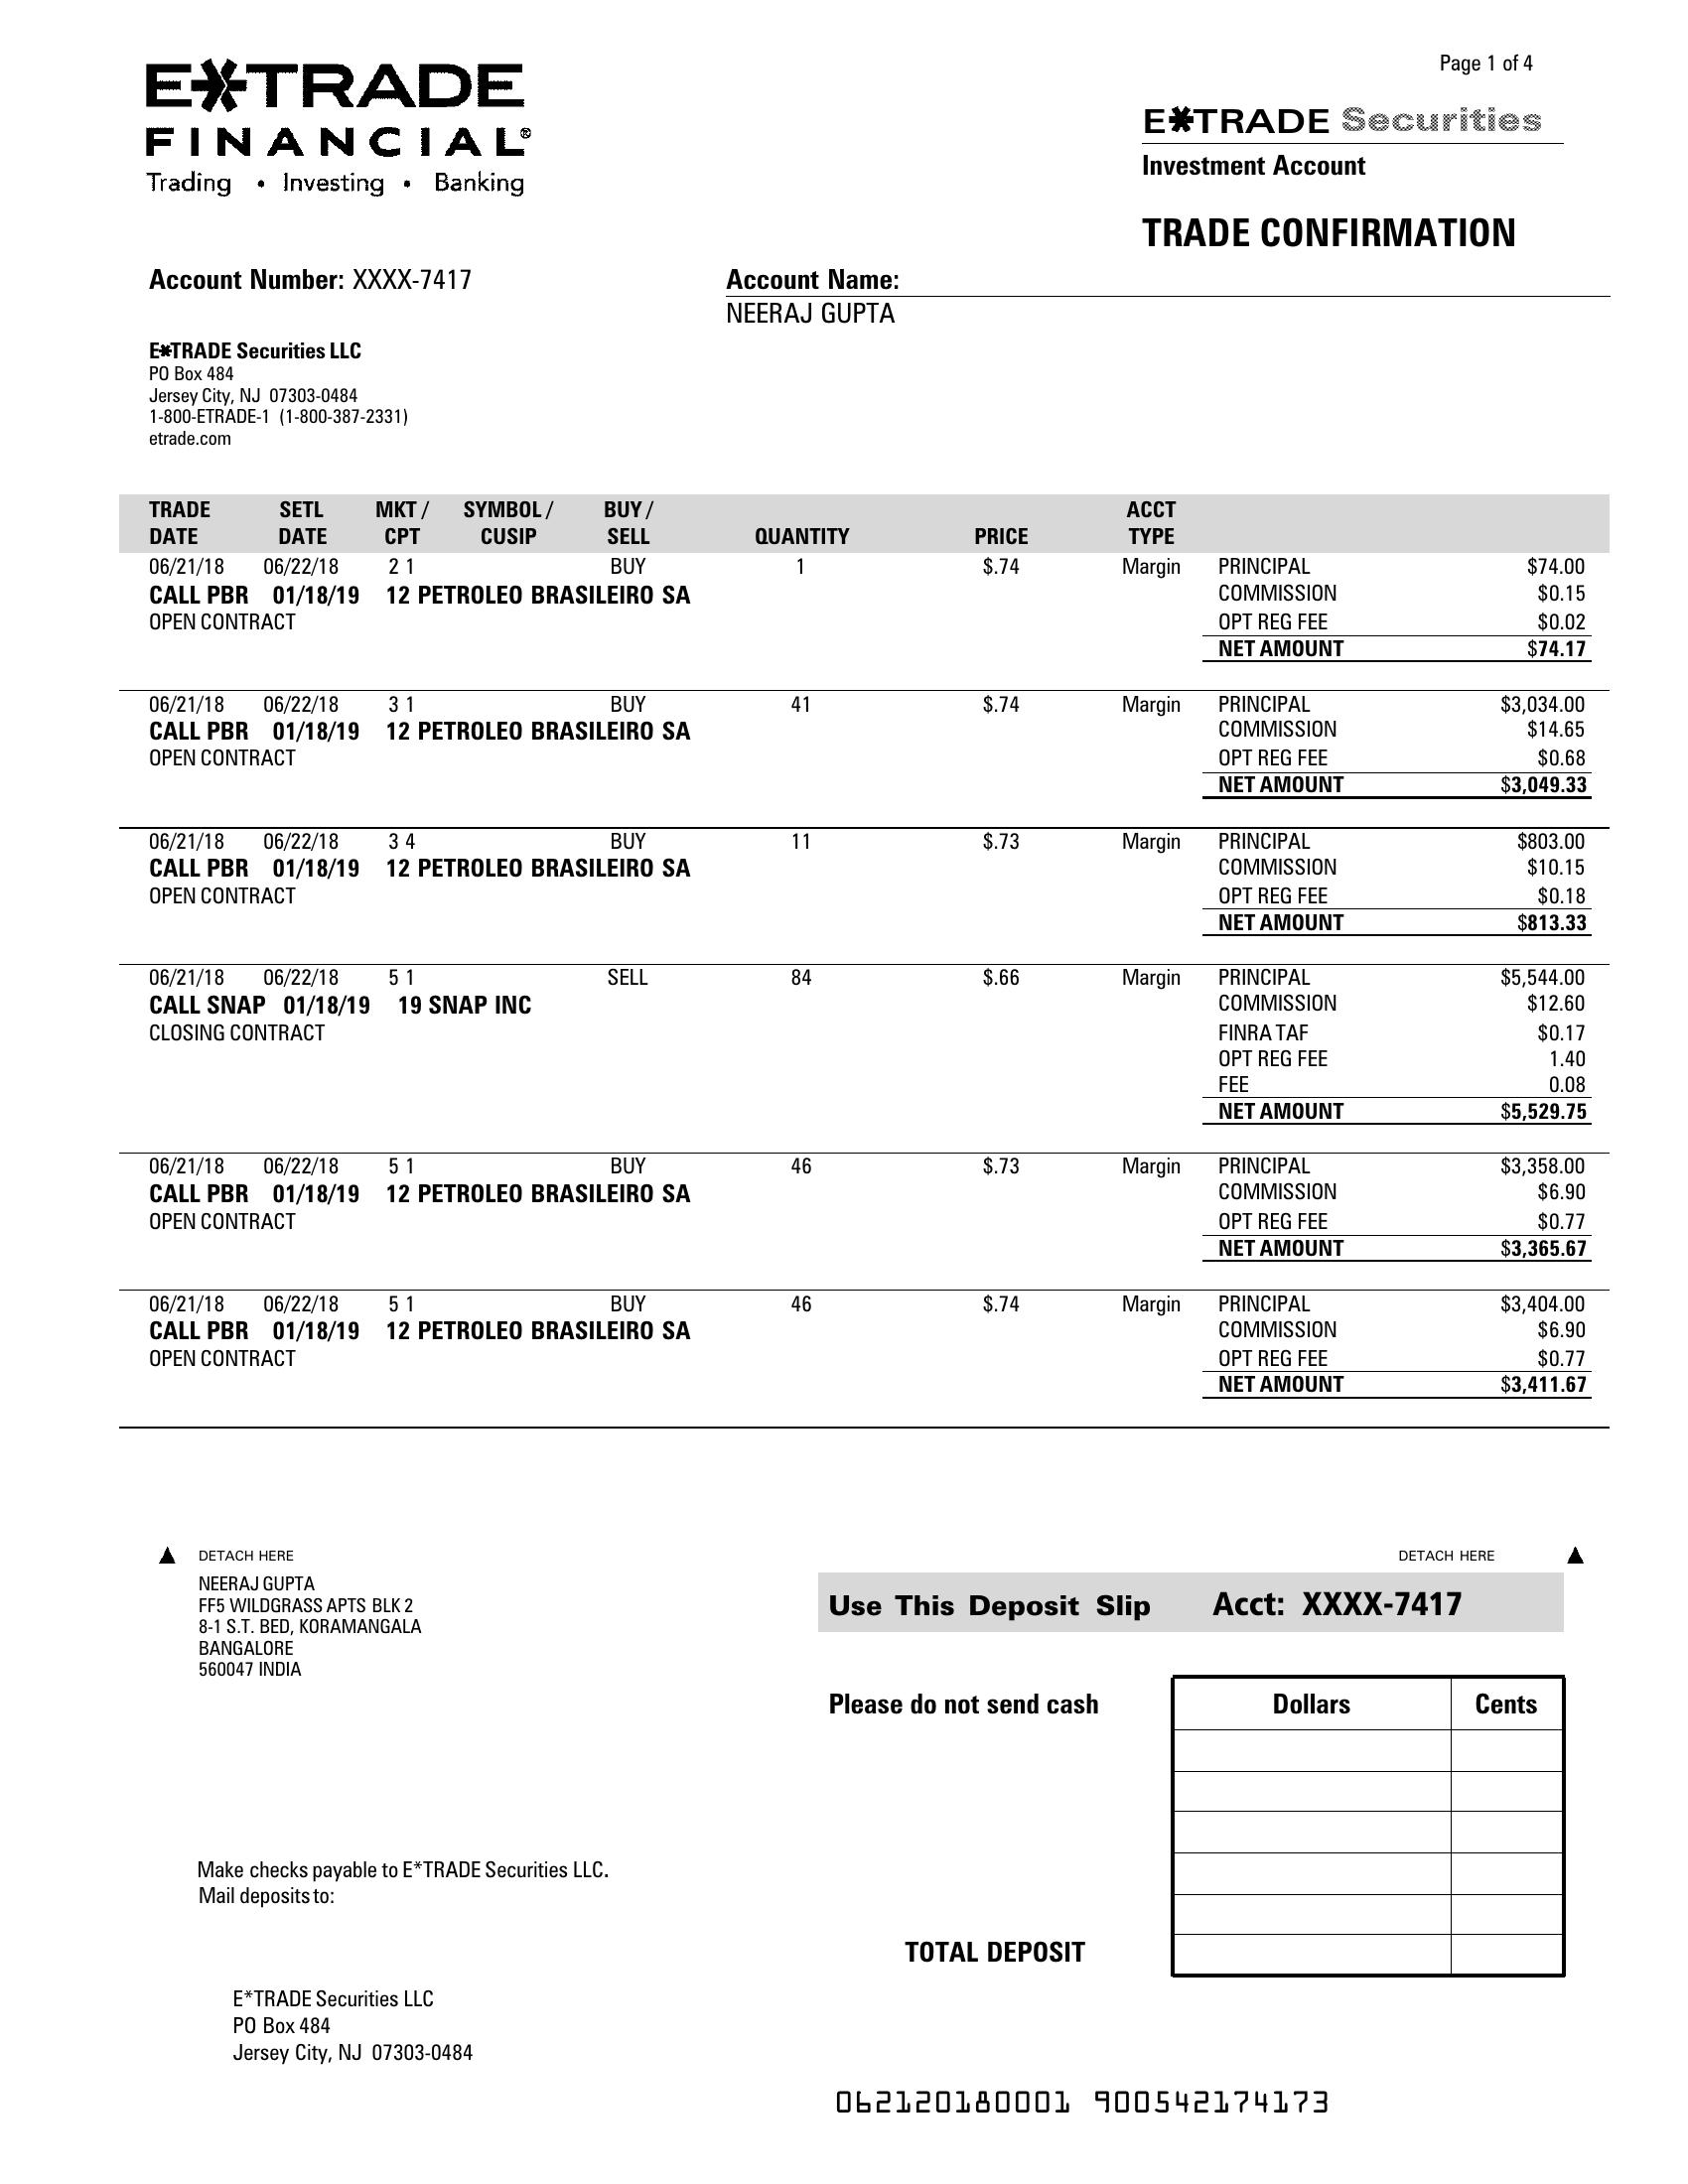 Page 1 of 4
E*TRADE
FINANCIAL®
Trading • Investing • Banking
E*TRADE Securities
Investment Account
TRADE CONFIRMATION
Account Number: XXXX-7417 Account Name:
NEERAJ GUPTA
E*TRADE Securities LLC
PO Box 484
Jersey City, NJ 07303-0484
1-800-ETRADE-1 (1-800-387-2331)
etrade.com
TRADE SETL MKT / SYMBOL / BUY / ACCT
DATE DATE CPT CUSIP SELL QUANTITY PRICE TYPE
06/21/18 06/22/18 2 1 BUY 1 $.74 Margin PRINCIPAL $74.00
CALL PBR 01/18/19 12 PETROLEO BRASILEIRO SA COMMISSION $0.15
OPEN CONTRACT OPT REG FEE $0.02
NET AMOUNT $74.17
06/21/18 06/22/18 3 1 BUY 41 $.74 Margin PRINCIPAL $3,034.00
CALL PBR 01/18/19 12 PETROLEO BRASILEIRO SA COMMISSION $14.65
OPEN CONTRACT OPT REG FEE $0.68
NET AMOUNT $3,049.33
06/21/18 06/22/18 3 4 BUY 11 $.73 Margin PRINCIPAL $803.00
CALL PBR 01/18/19 12 PETROLEO BRASILEIRO SA COMMISSION $10.15
OPEN CONTRACT OPT REG FEE $0.18
NET AMOUNT $813.33
06/21/18 06/22/18 5 1 SELL 84 $.66 Margin PRINCIPAL $5,544.00
CALL SNAP 01/18/19 19 SNAP INC COMMISSION $12.60
CLOSING CONTRACT FINRA TAF $0.17
OPT REG FEE 1.40
FEE 0.08
NET AMOUNT $5,529.75
06/21/18 06/22/18 5 1 BUY 46 $.73 Margin PRINCIPAL $3,358.00
CALL PBR 01/18/19 12 PETROLEO BRASILEIRO SA COMMISSION $6.90
OPEN CONTRACT OPT REG FEE $0.77
NET AMOUNT $3,365.67
06/21/18 06/22/18 5 1 BUY 46 $.74 Margin PRINCIPAL $3,404.00
CALL PBR 01/18/19 12 PETROLEO BRASILEIRO SA COMMISSION $6.90
OPEN CONTRACT OPT REG FEE $0.77
NET AMOUNT $3,411.67
▲ DETACH HERE DETACH HERE ▲
NEERAJ GUPTA
FF5 WILDGRASS APTS BLK 2
8-1 S.T. BED, KORAMANGALA
BANGALORE
560047 INDIA
Use This Deposit Slip Acct: XXXX-7417
Please do not send cash Dollars Cents
Make checks payable to E*TRADE Securities LLC.
Mail deposits to:
TOTAL DEPOSIT
E*TRADE Securities LLC
PO Box 484
Jersey City, NJ 07303-0484
062120180001 900542174173